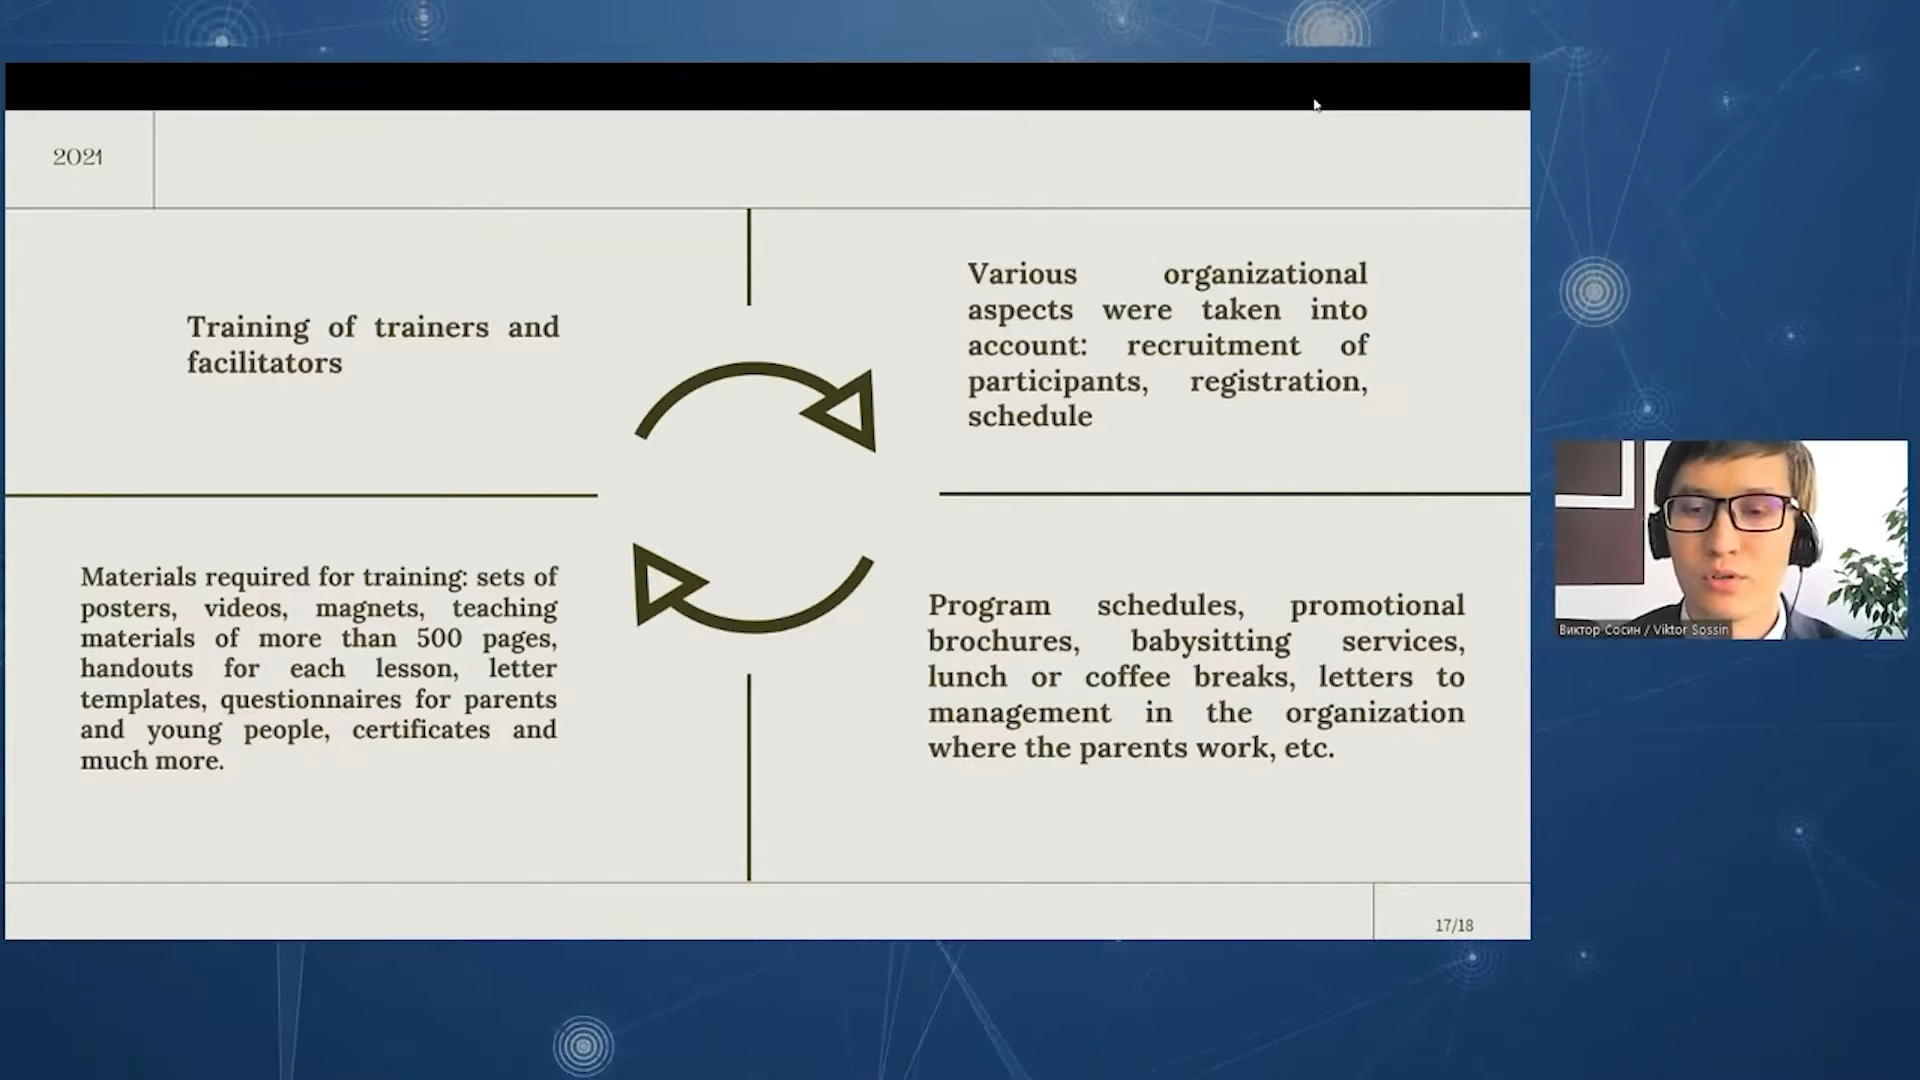 2021
Training of trainers and
facilitators
Various organizational
aspects were taken into
account: recruitment of
participants, registration,
schedule
Materials required for training: sets of
posters, videos, magnets, teaching
materials of more than 500 pages,
handouts for each lesson, letter
templates, questionnaires for parents
and young people, certificates and
much more.
Program schedules, promotional
brochures, babysitting services,
lunch or coffee breaks, letters to
management in the organization
where the parents work, etc.
17/18
Виктор Сосин / Viktor Sossin